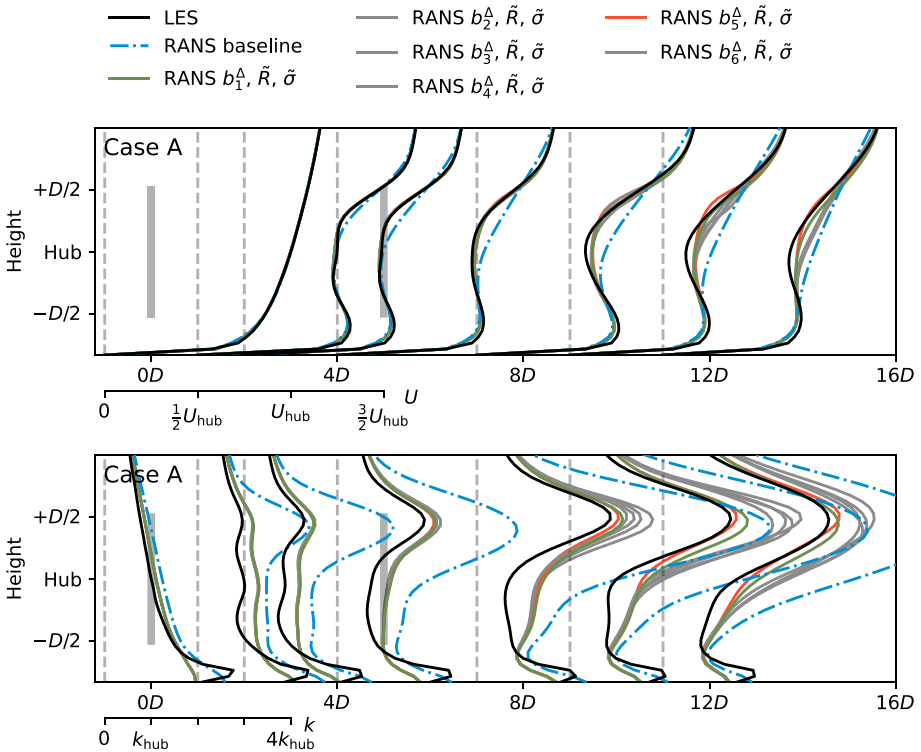 LES
RANS baseline
RANS b₁^Δ, R̃, σ̃
RANS b₂^Δ, R̃, σ̃
RANS b₃^Δ, R̃, σ̃
RANS b₄^Δ, R̃, σ̃
RANS b₅^Δ, R̃, σ̃
RANS b₆^Δ, R̃, σ̃
Case A
Height
+D/2
Hub
−D/2
0D 4D 8D 12D 16D
0 ½U_hub U_hub 3/2U_hub U
Case A
Height
+D/2
Hub
−D/2
0D 4D 8D 12D 16D
0 k_hub 4k_hub k